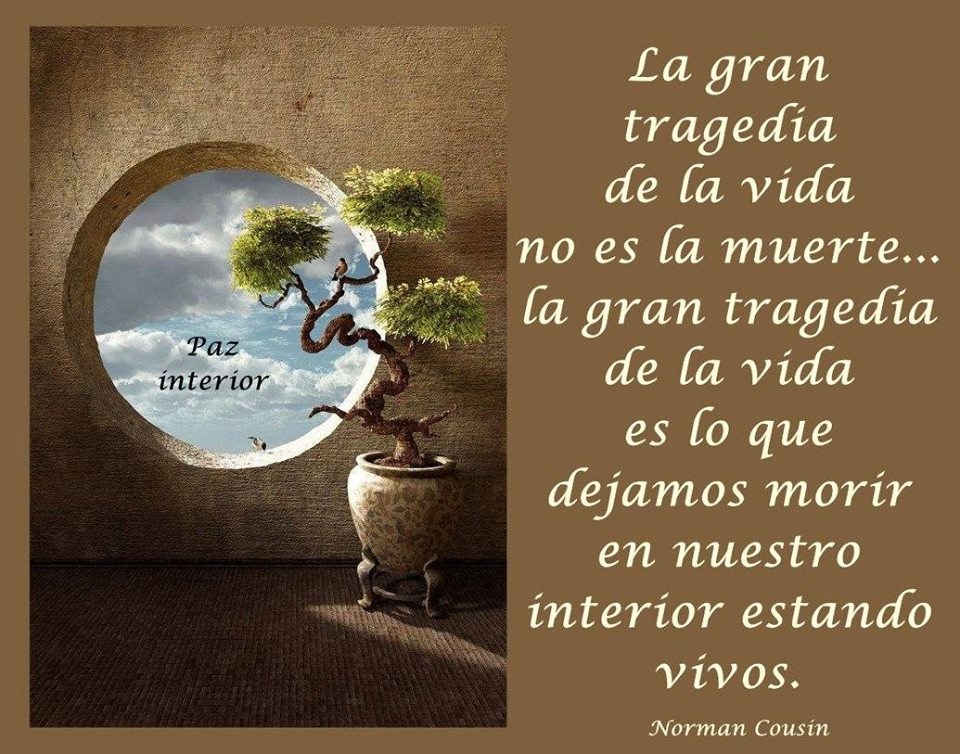 Paz
interior
La gran
tragedia
de la vida
no es la muerte...
la gran tragedia
de la vida
es lo que
dejamos morir
en nuestro
interior estando
vivos.
Norman Cousin